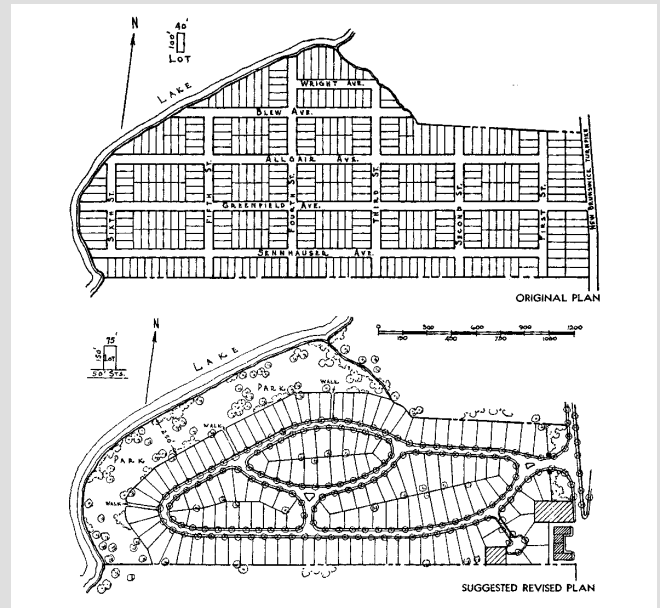 N
40'
100'
LOT
LAKE
WRIGHT AVE.
BLEW AVE.
ALLGAIR AVE.
GREENFIELD AVE.
SENNHAUSER AVE.
SIXTH ST.
FIFTH ST.
FOURTH ST.
THIRD ST.
SECOND ST.
FIRST ST.
NEW BRUNSWICK TURNPIKE
ORIGINAL PLAN
N
75'
150'
LOT
50' STS.
LAKE
0 300 600 900 1200
150 450 750 1050
PARK
WALK
WALK
PARK
WALK
SUGGESTED REVISED PLAN